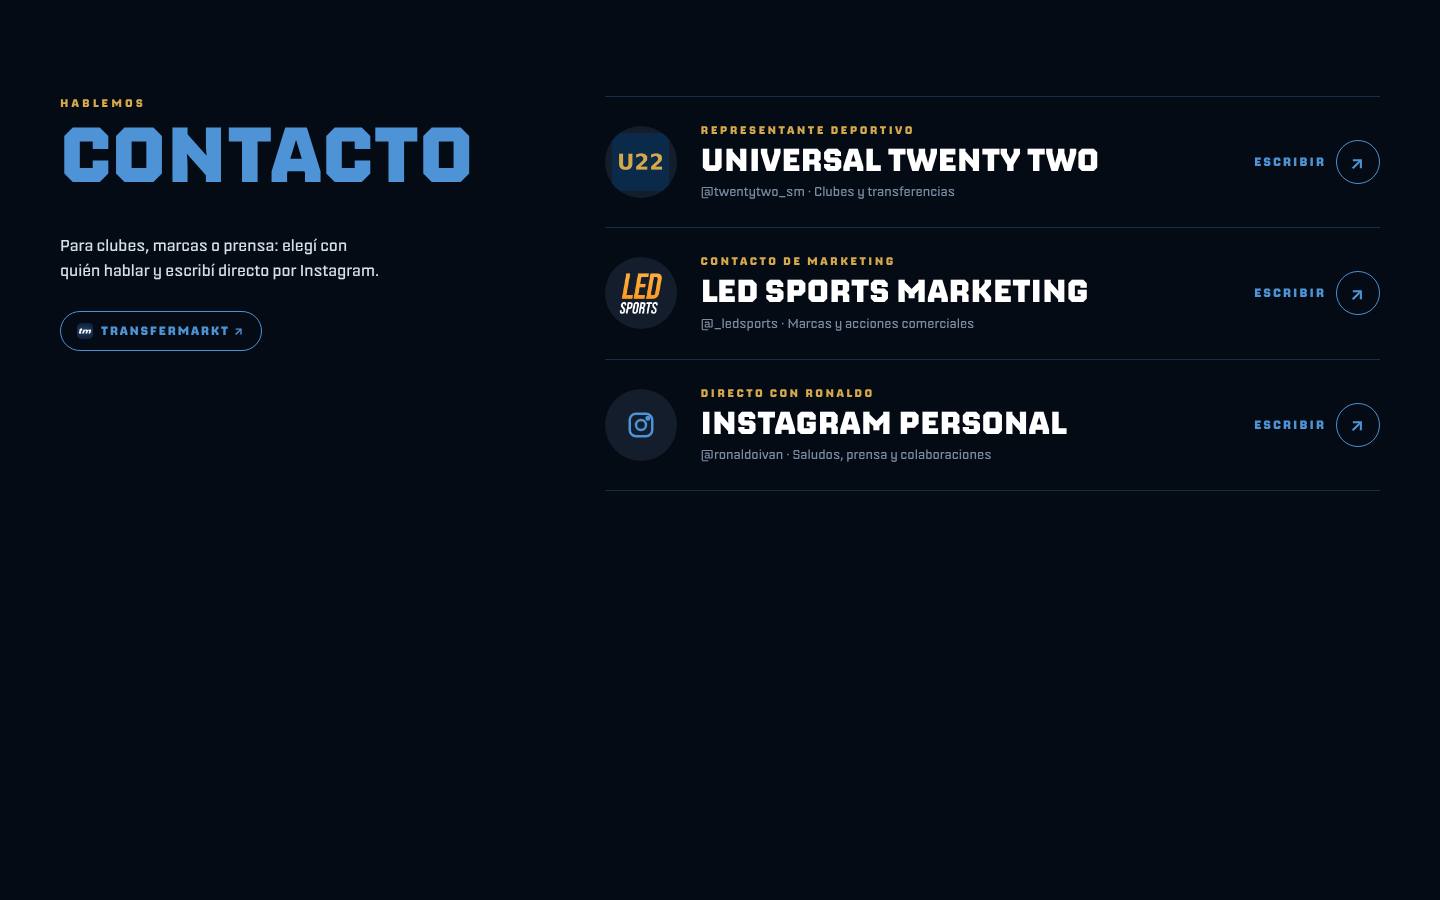 HABLEMOS
CONTACTO
Para clubes, marcas o prensa: elegí con
quién hablar y escribí directo por Instagram.
tm TRANSFERMARKT ↗
U22
REPRESENTANTE DEPORTIVO
UNIVERSAL TWENTY TWO
@twentytwo_sm · Clubes y transferencias
ESCRIBIR
LED
SPORTS
CONTACTO DE MARKETING
LED SPORTS MARKETING
@_ledsports · Marcas y acciones comerciales
ESCRIBIR
DIRECTO CON RONALDO
INSTAGRAM PERSONAL
@ronaldoivan · Saludos, prensa y colaboraciones
ESCRIBIR